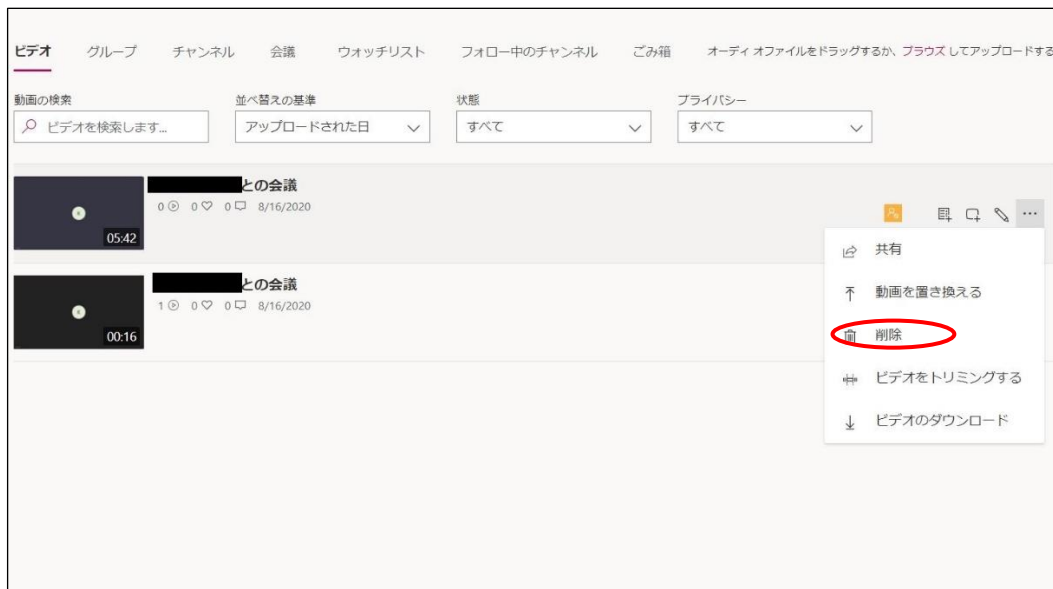 ビデオ グループ チャンネル 会議 ウォッチリスト フォロー中のチャンネル ごみ箱 オーディ オファイルをドラッグするか、ブラウズ してアップロードする
動画の検索 並べ替えの基準 状態 プライバシー
ビデオを検索します... アップロードされた日 すべて すべて
との会議
0 0 0 8/16/2020
05:42
共有
動画を置き換える
削除
ビデオをトリミングする
ビデオのダウンロード
との会議
1 0 0 8/16/2020
00:16